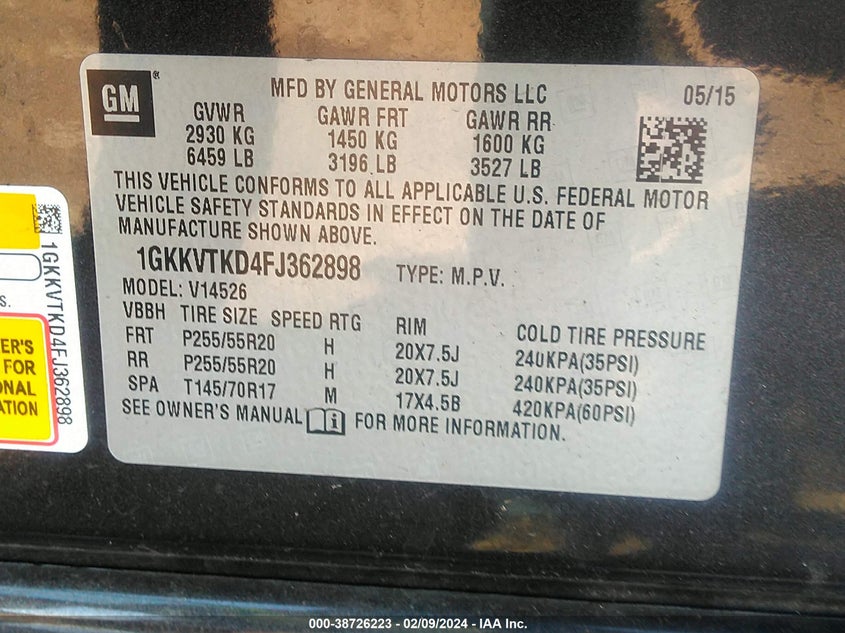 GM
®
MFD BY GENERAL MOTORS LLC 05/15
GVWR GAWR FRT GAWR RR
2930 KG 1450 KG 1600 KG
6459 LB 3196 LB 3527 LB
THIS VEHICLE CONFORMS TO ALL APPLICABLE U.S. FEDERAL MOTOR
VEHICLE SAFETY STANDARDS IN EFFECT ON THE DATE OF
MANUFACTURE SHOWN ABOVE.
1GKKVTKD4FJ362898 TYPE: M.P.V.
MODEL: V14526
VBBH TIRE SIZE SPEED RTG RIM COLD TIRE PRESSURE
FRT P255/55R20 H 20X7.5J 240KPA(35PSI)
RR P255/55R20 H 20X7.5J 240KPA(35PSI)
SPA T145/70R17 M 17X4.5B 420KPA(60PSI)
SEE OWNER'S MANUAL FOR MORE INFORMATION.
1GKKVTKD4FJ362898
S.
ER'S
FOR
ONAL
ATION
000-38726223 - 02/09/2024 - IAA Inc.